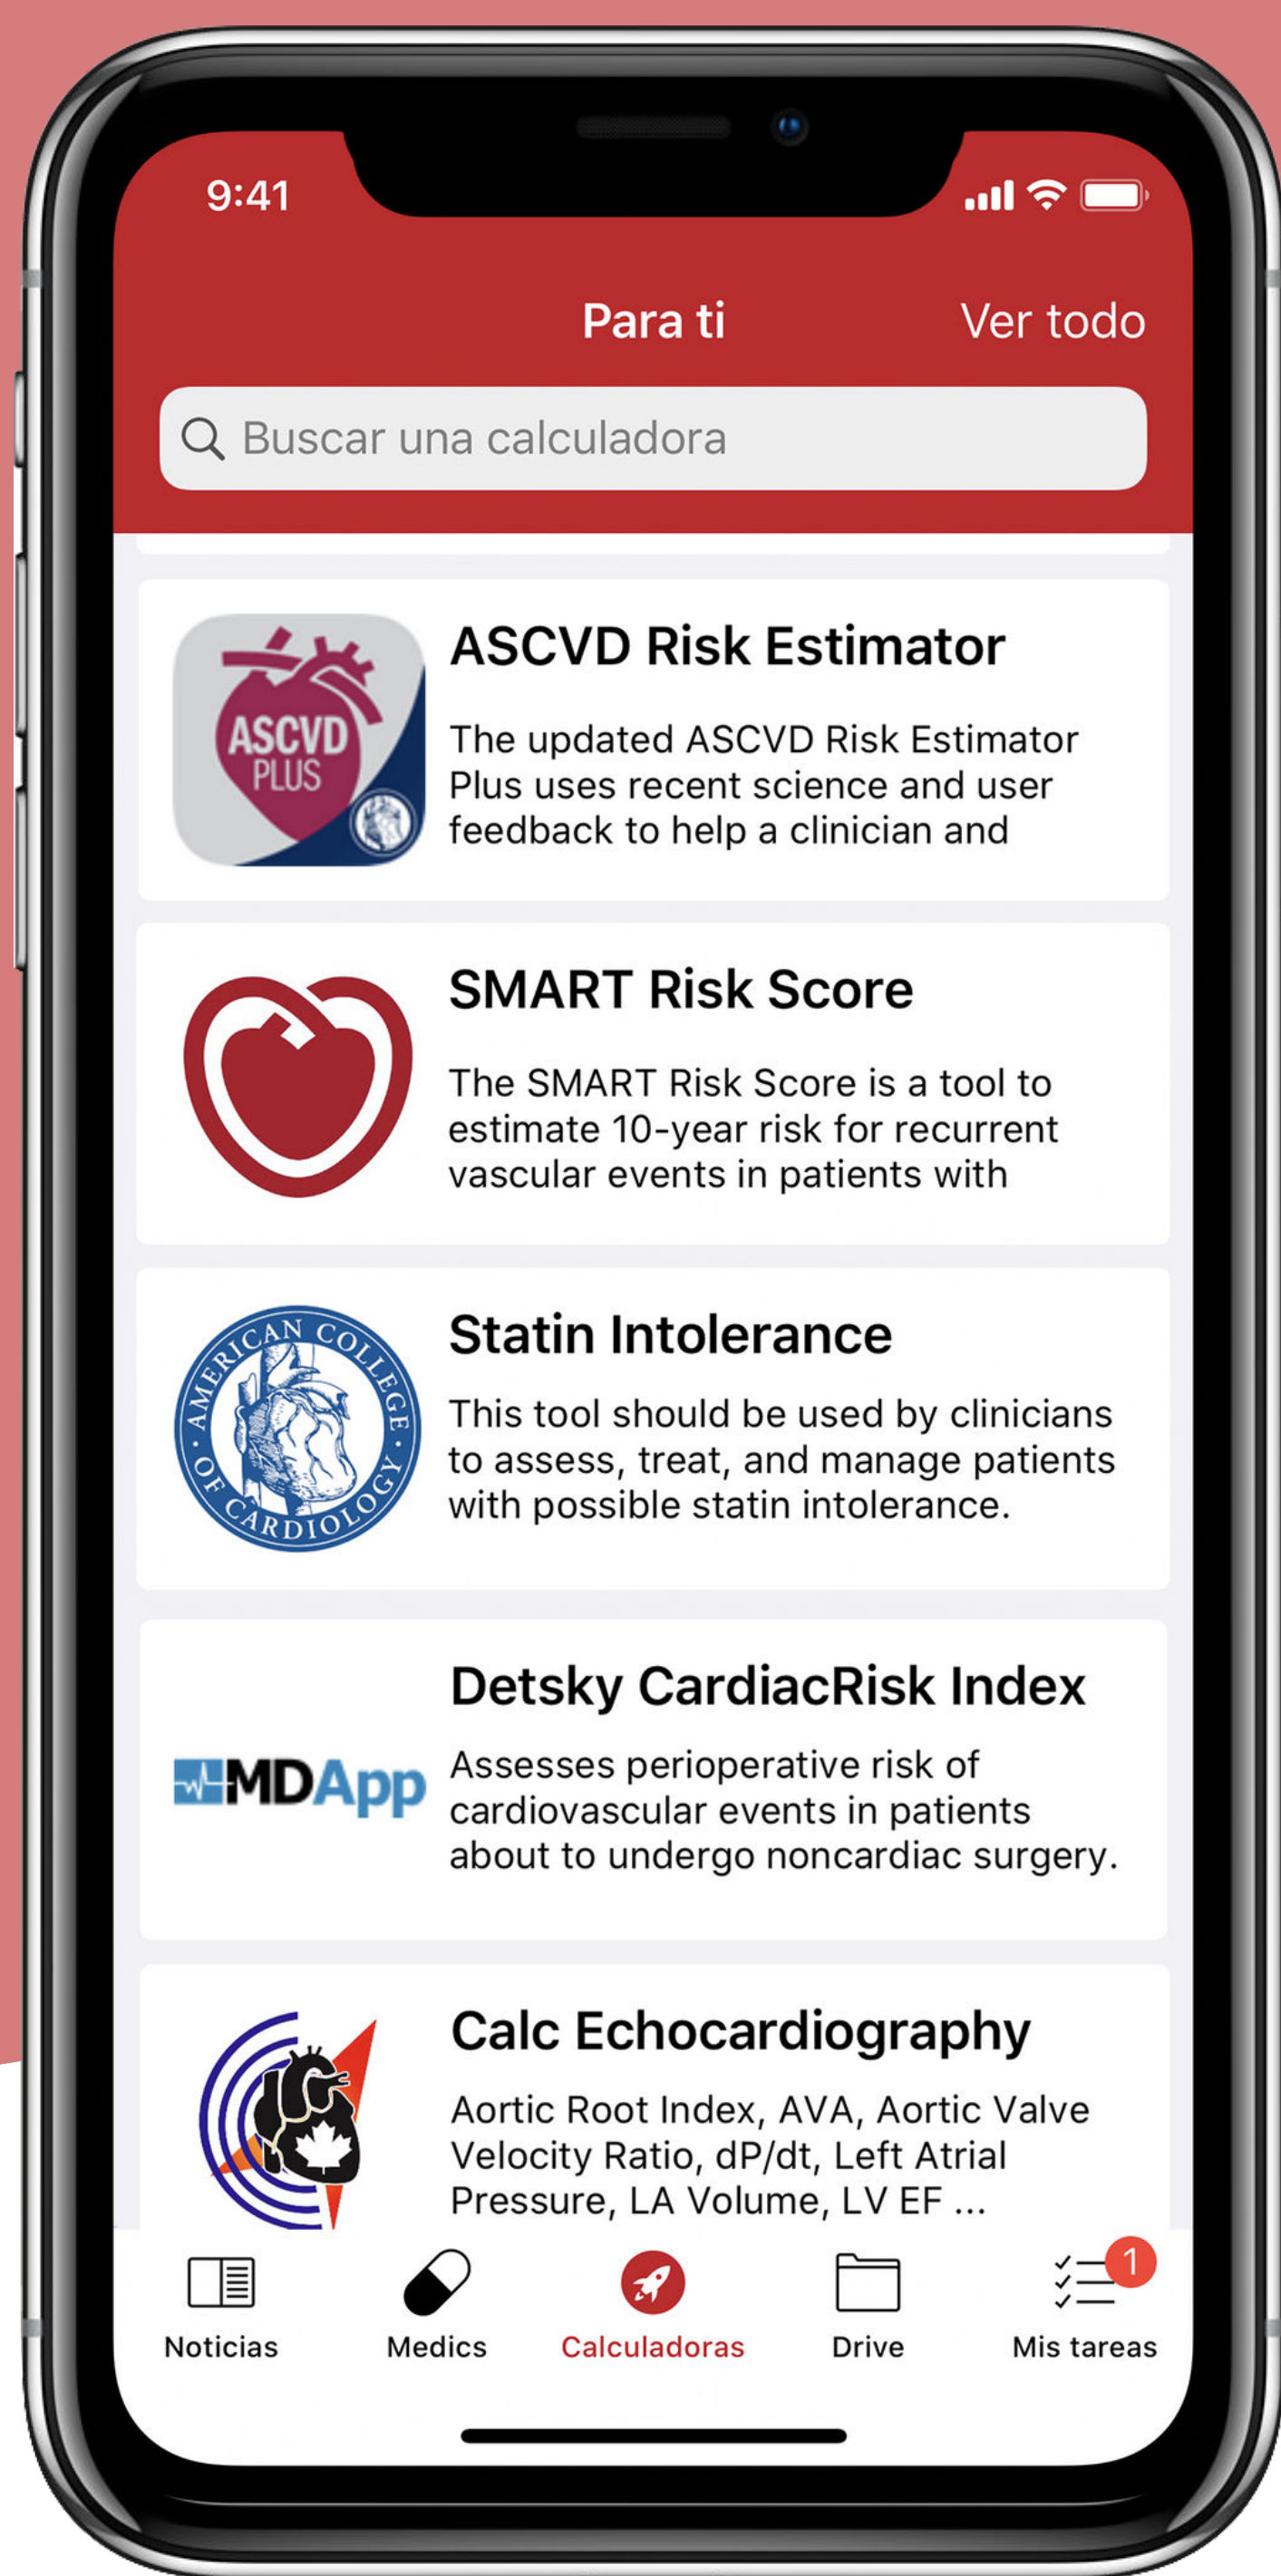 9:41
Para ti
Ver todo
Buscar una calculadora
ASCVD PLUS
ASCVD Risk Estimator
The updated ASCVD Risk Estimator
Plus uses recent science and user
feedback to help a clinician and
SMART Risk Score
The SMART Risk Score is a tool to
estimate 10-year risk for recurrent
vascular events in patients with
AMERICAN COLLEGE · OF CARDIOLOGY ·
Statin Intolerance
This tool should be used by clinicians
to assess, treat, and manage patients
with possible statin intolerance.
MDApp
Detsky CardiacRisk Index
Assesses perioperative risk of
cardiovascular events in patients
about to undergo noncardiac surgery.
Calc Echocardiography
Aortic Root Index, AVA, Aortic Valve
Velocity Ratio, dP/dt, Left Atrial
Pressure, LA Volume, LV EF ...
1
Noticias
Medics
Calculadoras
Drive
Mis tareas